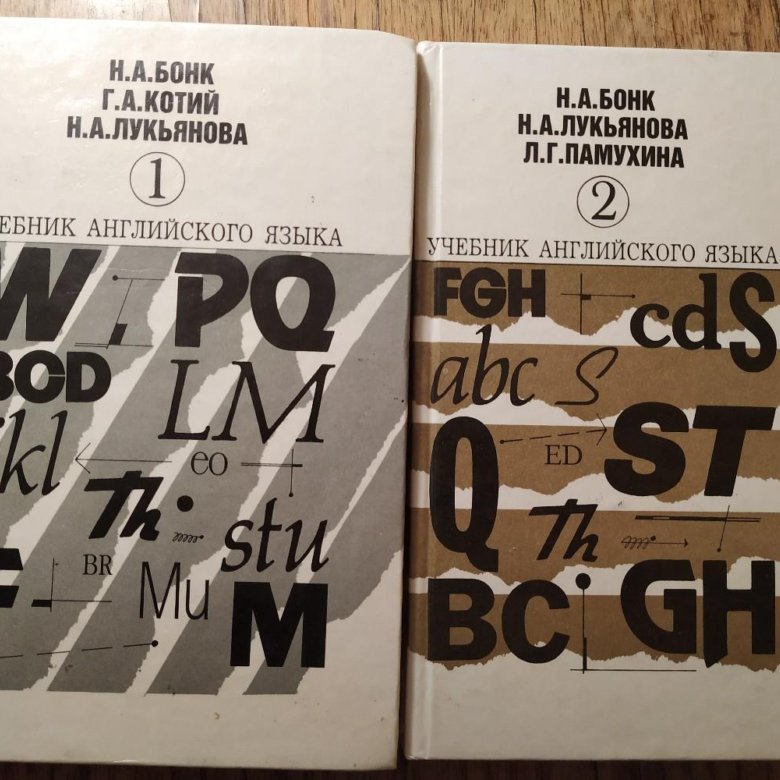 Н.А.БОНК
Г.А.КОТИЙ
Н.А.ЛУКЬЯНОВА
1
ЕБНИК АНГЛИЙСКОГО ЯЗЫКА
W
PQ
BCD
LM
kl
eo
Th
stu
BR
Mu
M
Н.А.БОНК
Н.А.ЛУКЬЯНОВА
Л.Г.ПАМУХИНА
2
УЧЕБНИК АНГЛИЙСКОГО ЯЗЫКА
FGH
cdS
abc
S
Q
ED
ST
Th
BC
GH